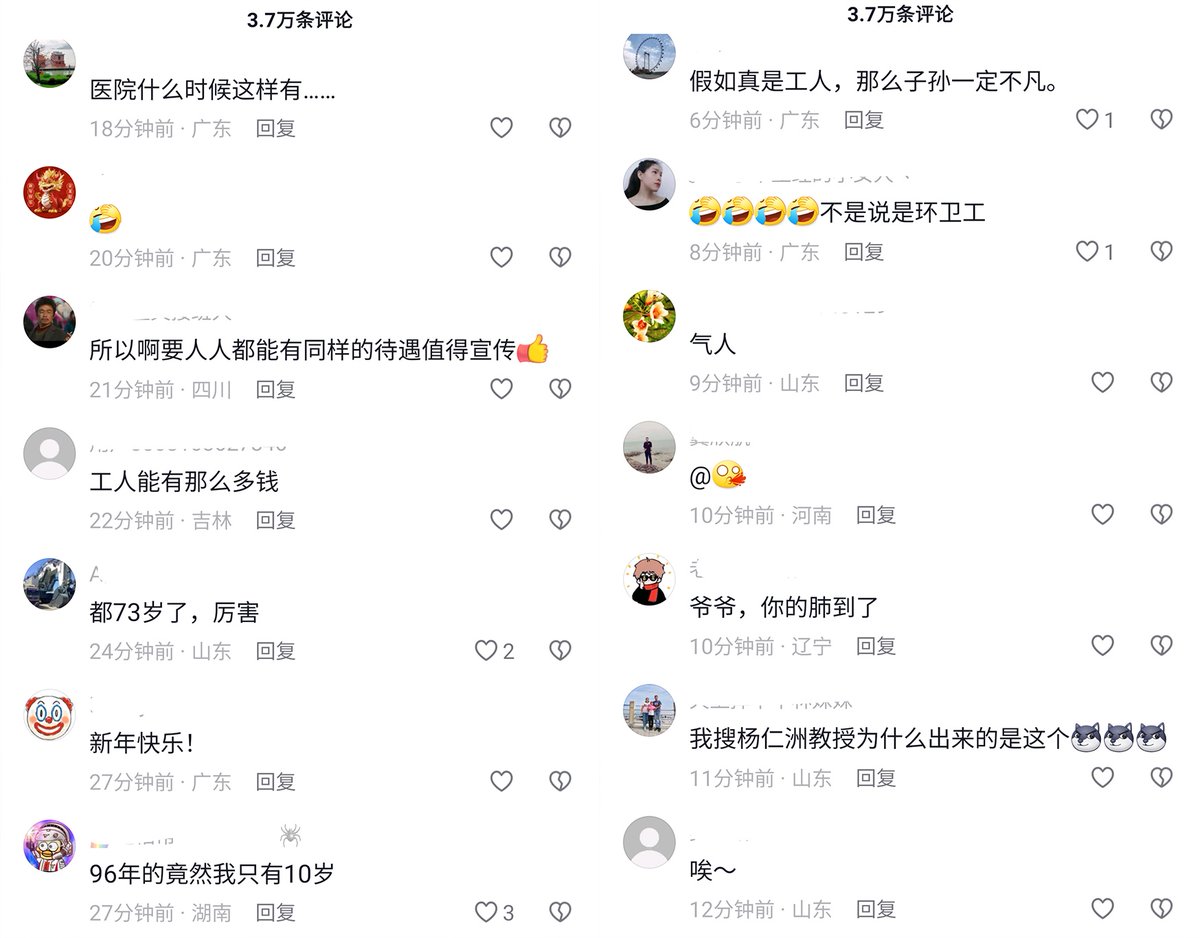 3.7万条评论
医院什么时候这样有……
18分钟前 · 广东 回复
20分钟前 · 广东 回复
所以啊要人人都能有同样的待遇值得宣传
21分钟前 · 四川 回复
工人能有那么多钱
22分钟前 · 吉林 回复
都73岁了，厉害
24分钟前 · 山东 回复
2
新年快乐！
27分钟前 · 广东 回复
96年的竟然我只有10岁
27分钟前 · 湖南 回复
3
3.7万条评论
假如真是工人，那么子孙一定不凡。
6分钟前 · 广东 回复
1
不是说是环卫工
8分钟前 · 广东 回复
1
气人
9分钟前 · 山东 回复
@
10分钟前 · 河南 回复
爷爷，你的肺到了
10分钟前 · 辽宁 回复
我搜杨仁洲教授为什么出来的是这个
11分钟前 · 山东 回复
唉～
12分钟前 · 山东 回复